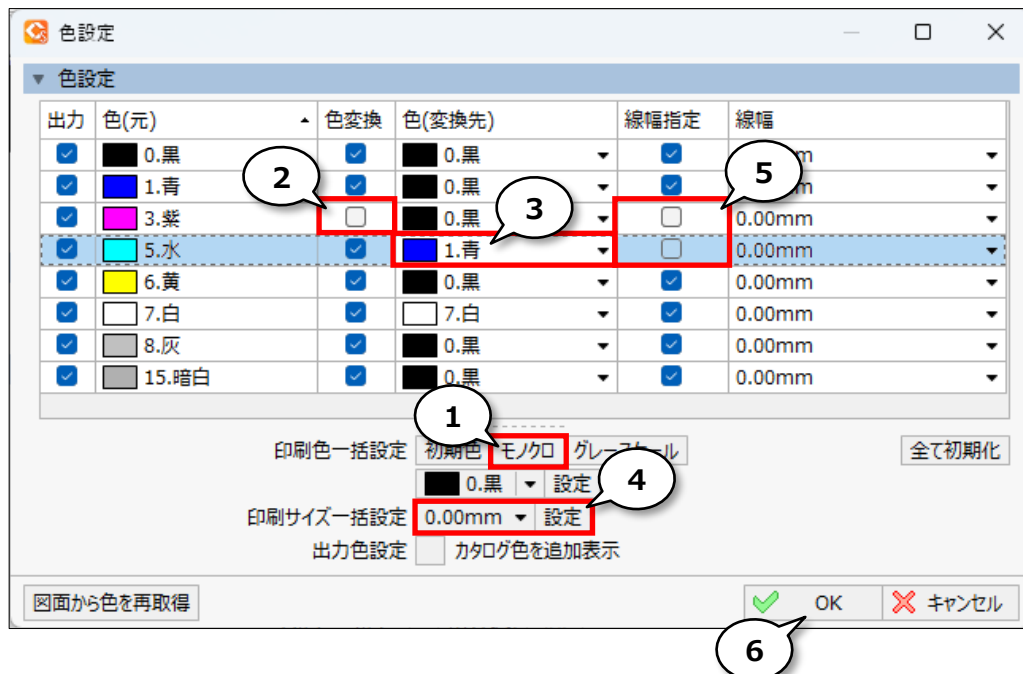 色設定
色設定
出力 色(元) 色変換 色(変換先) 線幅指定 線幅
0.黒 0.黒 m
1.青 0.黒 m
3.紫 0.黒 0.00mm
5.水 1.青 0.00mm
6.黄 0.黒 0.00mm
7.白 7.白 0.00mm
8.灰 0.黒 0.00mm
15.暗白 0.黒 0.00mm
2
3
5
1
印刷色一括設定 初期色 モノクロ グレースケール 全て初期化
0.黒 設定
4
印刷サイズ一括設定 0.00mm 設定
出力色設定 カタログ色を追加表示
図面から色を再取得 OK キャンセル
6